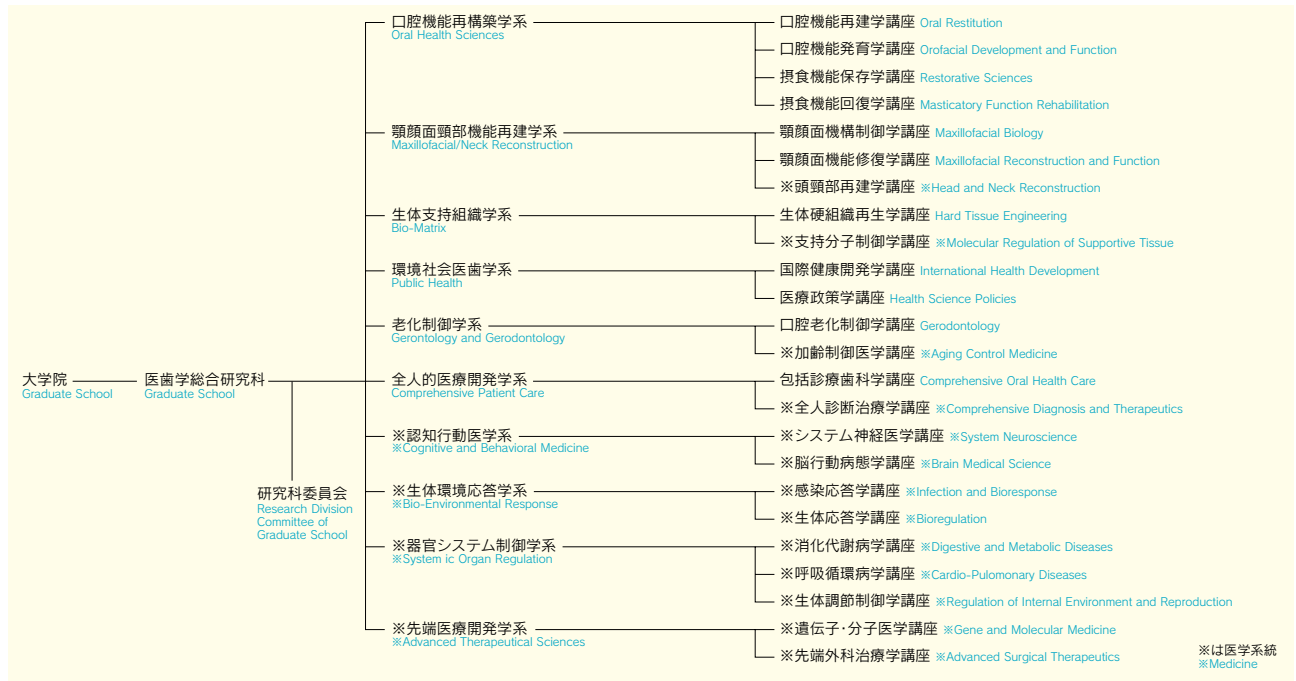 口腔機能再構築学系
Oral Health Sciences
口腔機能再建学講座 Oral Restitution
口腔機能発育学講座 Orofacial Development and Function
摂食機能保存学講座 Restorative Sciences
摂食機能回復学講座 Masticatory Function Rehabilitation
顎顔面頸部機能再建学系
Maxillofacial/Neck Reconstruction
顎顔面機構制御学講座 Maxillofacial Biology
顎顔面機能修復学講座 Maxillofacial Reconstruction and Function
※頭頸部再建学講座 ※Head and Neck Reconstruction
生体支持組織学系
Bio-Matrix
生体硬組織再生学講座 Hard Tissue Engineering
※支持分子制御学講座 ※Molecular Regulation of Supportive Tissue
環境社会医歯学系
Public Health
国際健康開発学講座 International Health Development
医療政策学講座 Health Science Policies
老化制御学系
Gerontology and Gerodontology
口腔老化制御学講座 Gerodontology
※加齢制御医学講座 ※Aging Control Medicine
大学院
Graduate School
医歯学総合研究科
Graduate School
全人的医療開発学系
Comprehensive Patient Care
包括診療歯科学講座 Comprehensive Oral Health Care
※全人診断治療学講座 ※Comprehensive Diagnosis and Therapeutics
※認知行動医学系
※Cognitive and Behavioral Medicine
※システム神経医学講座 ※System Neuroscience
※脳行動病態学講座 ※Brain Medical Science
研究科委員会
Research Division
Committee of
Graduate School
※生体環境応答学系
※Bio-Environmental Response
※感染応答学講座 ※Infection and Bioresponse
※生体応答学講座 ※Bioregulation
※器官システム制御学系
※System ic Organ Regulation
※消化代謝病学講座 ※Digestive and Metabolic Diseases
※呼吸循環病学講座 ※Cardio-Pulomonary Diseases
※生体調節制御学講座 ※Regulation of Internal Environment and Reproduction
※先端医療開発学系
※Advanced Therapeutical Sciences
※遺伝子・分子医学講座 ※Gene and Molecular Medicine
※先端外科治療学講座 ※Advanced Surgical Therapeutics
※は医学系統
※Medicine